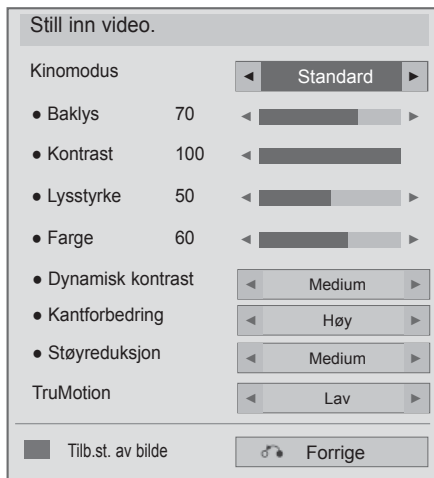 Still inn video.
Kinomodus ◄ Standard ►
● Baklys 70 ◄ ►
● Kontrast 100 ◄
● Lysstyrke 50 ◄ ►
● Farge 60 ◄ ►
● Dynamisk kontrast ◄ Medium ►
● Kantforbedring ◄ Høy ►
● Støyreduksjon ◄ Medium ►
TruMotion ◄ Lav ►
Tilb.st. av bilde Forrige